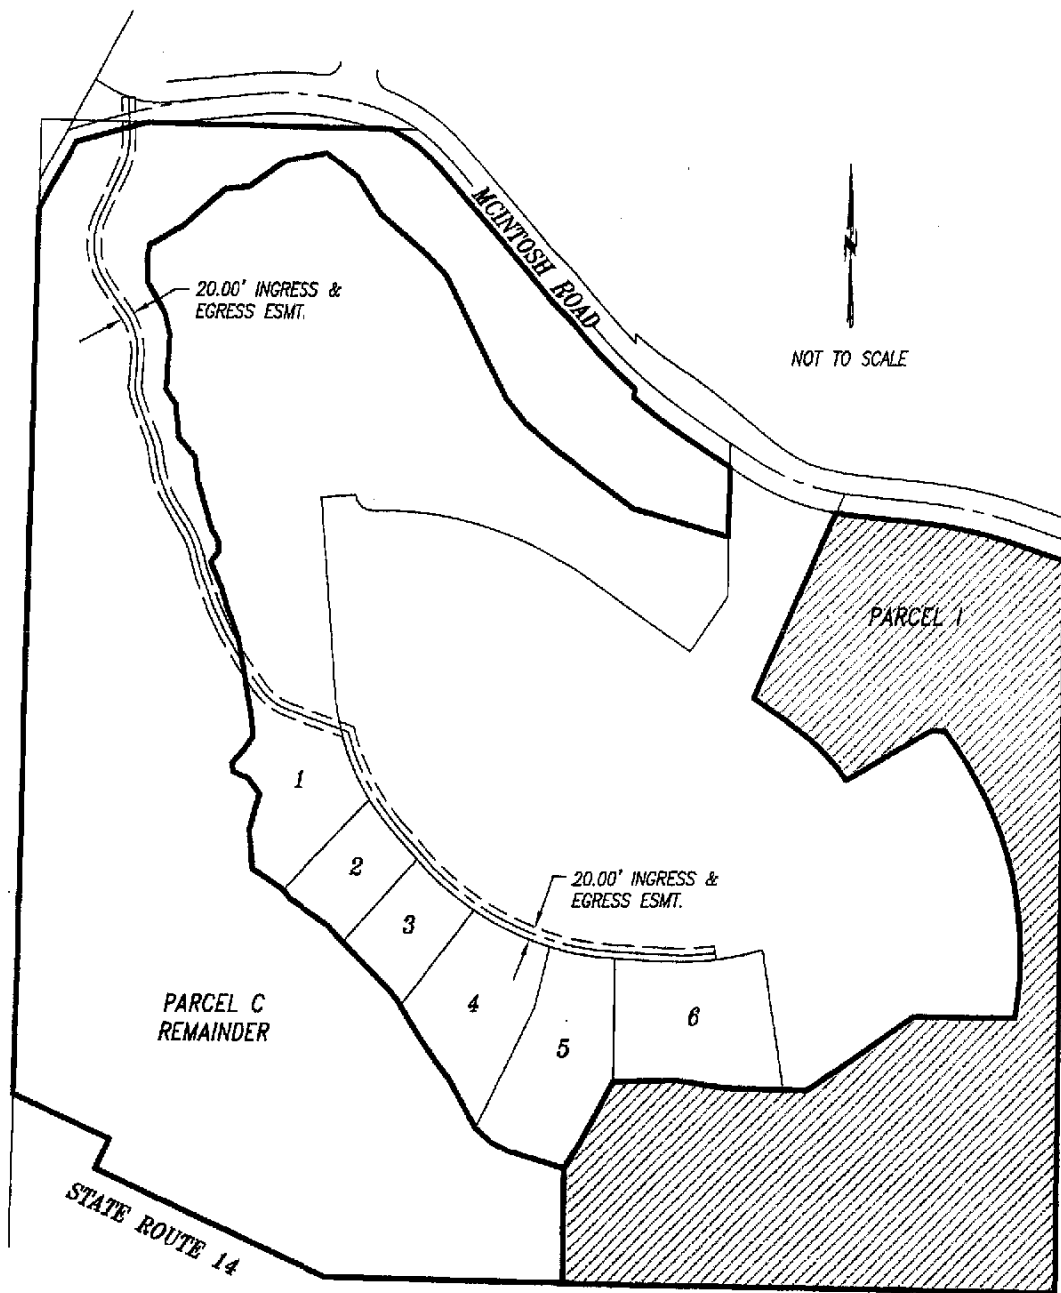 MCINTOSH ROAD
N
20.00' INGRESS &
EGRESS ESMT.
NOT TO SCALE
PARCEL I
1
2
20.00' INGRESS &
EGRESS ESMT.
3
4
5
6
PARCEL C
REMAINDER
STATE ROUTE 14